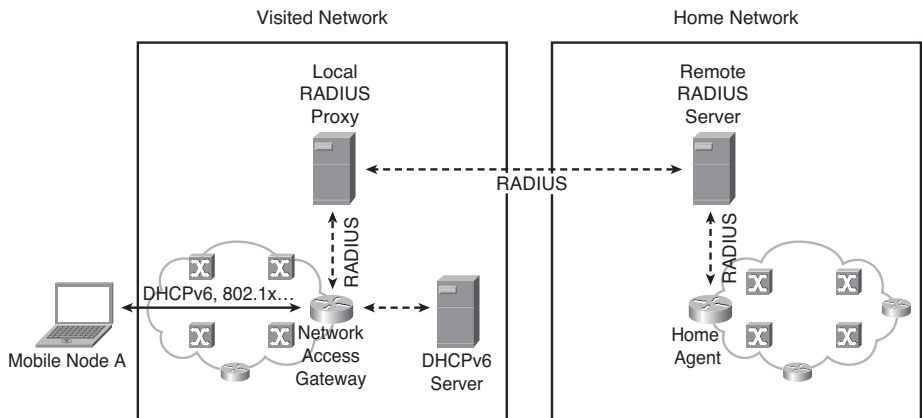 Visited Network
Home Network
Local
RADIUS
Proxy
Remote
RADIUS
Server
RADIUS
RADIUS
RADIUS
DHCPv6, 802.1x...
Mobile Node A
Network
Access
Gateway
DHCPv6
Server
Home
Agent